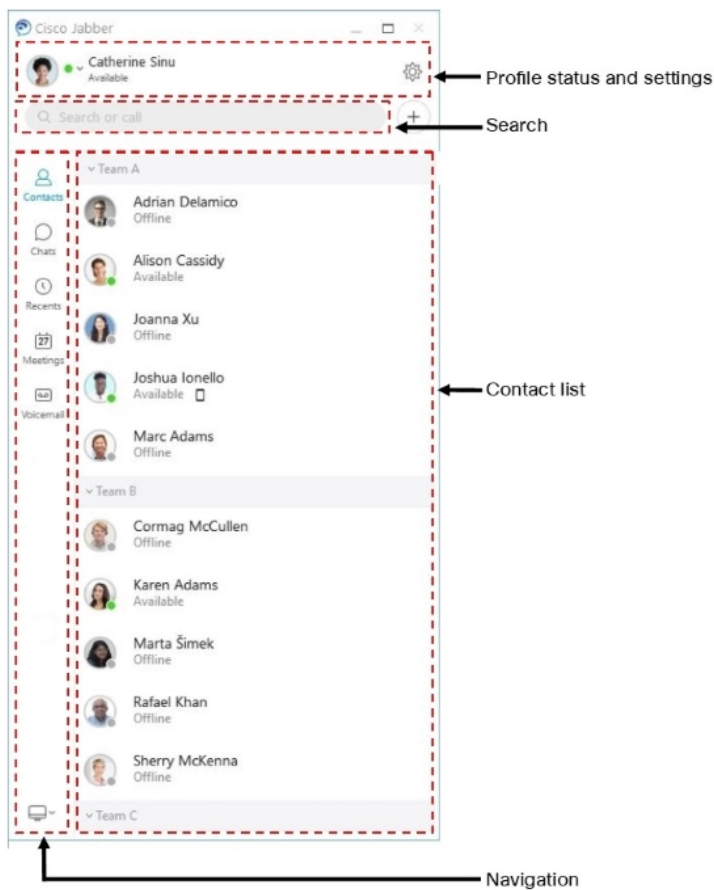 Cisco Jabber
Catherine Sinu
Available
Profile status and settings
Search or call
Search
Contacts
Chats
Recents
27
Meetings
Voicemail
Team A
Adrian Delamico
Offline
Alison Cassidy
Available
Joanna Xu
Offline
Joshua Ionello
Available
Marc Adams
Offline
Contact list
Team B
Cormag McCullen
Offline
Karen Adams
Available
Marta Šimek
Offline
Rafael Khan
Offline
Sherry McKenna
Offline
Team C
Navigation